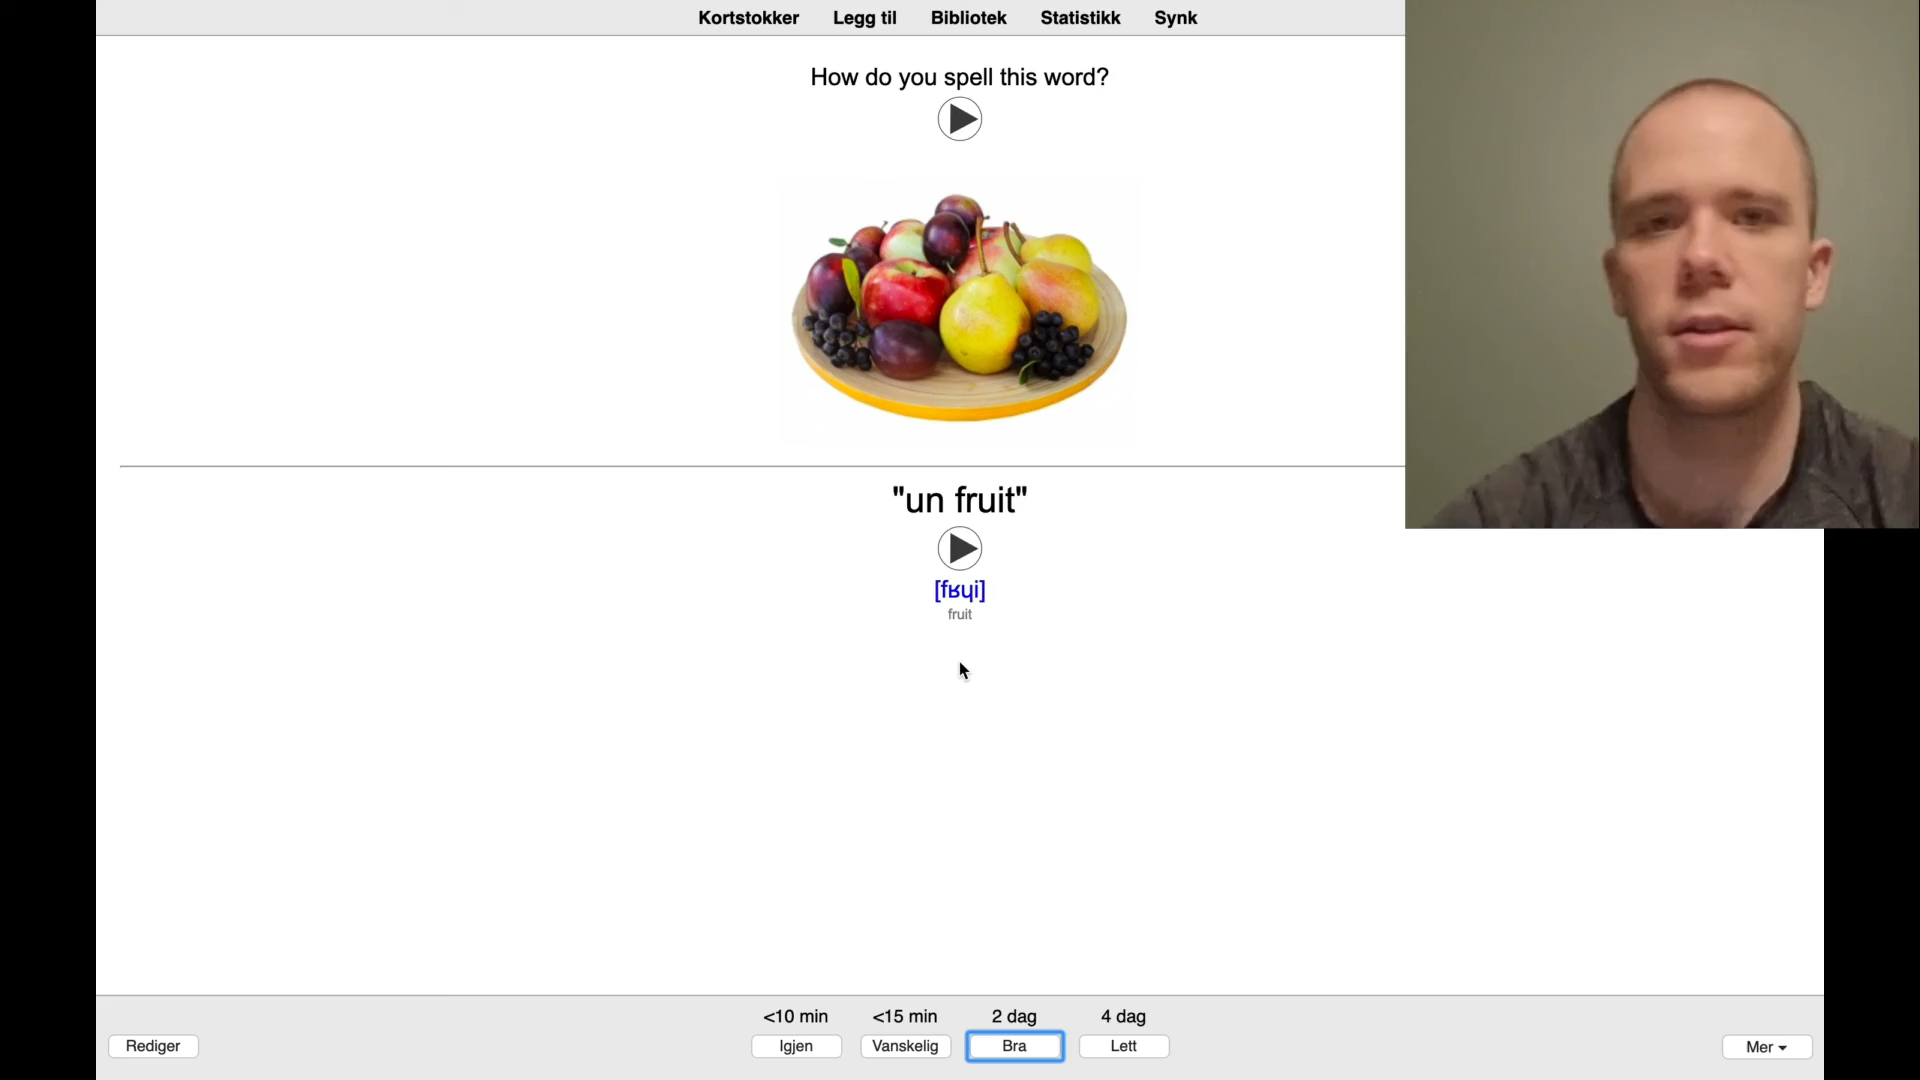 Kortstokker Legg til Bibliotek Statistikk Synk
How do you spell this word?
"un fruit"
[fʁɥi]
fruit
<10 min <15 min 2 dag 4 dag
Rediger Igjen Vanskelig Bra Lett Mer